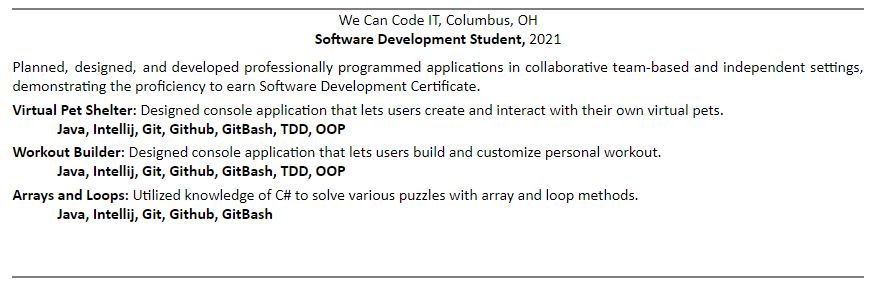 We Can Code IT, Columbus, OH
Software Development Student, 2021
Planned, designed, and developed professionally programmed applications in collaborative team-based and independent settings,
demonstrating the proficiency to earn Software Development Certificate.
Virtual Pet Shelter: Designed console application that lets users create and interact with their own virtual pets.
Java, Intellij, Git, Github, GitBash, TDD, OOP
Workout Builder: Designed console application that lets users build and customize personal workout.
Java, Intellij, Git, Github, GitBash, TDD, OOP
Arrays and Loops: Utilized knowledge of C# to solve various puzzles with array and loop methods.
Java, Intellij, Git, Github, GitBash